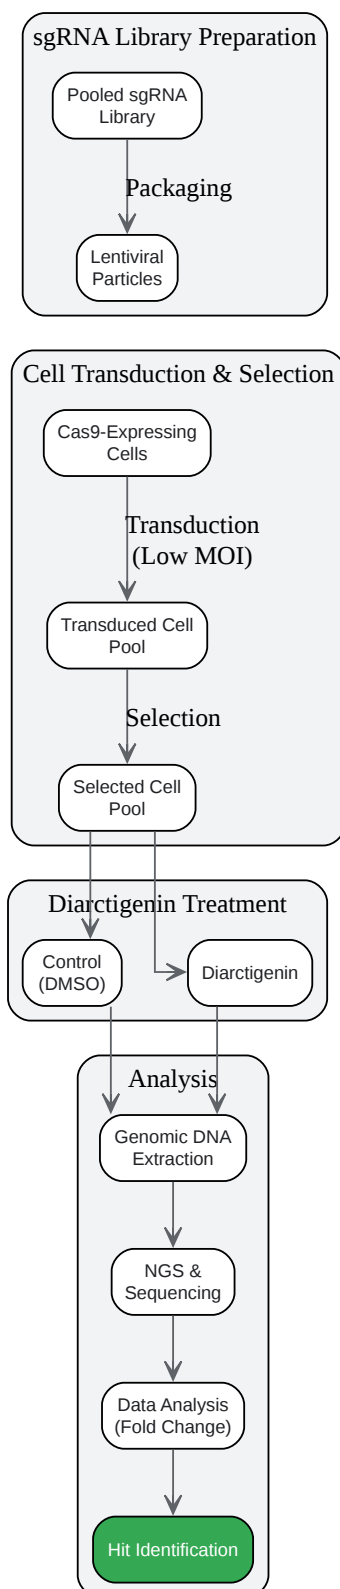 sgRNA Library Preparation
Pooled sgRNA
Library
Packaging
Lentiviral
Particles
Cell Transduction & Selection
Cas9-Expressing
Cells
Transduction
(Low MOI)
Transduced Cell
Pool
Selection
Selected Cell
Pool
Diarctigenin Treatment
Control
(DMSO)
Diarctigenin
Analysis
Genomic DNA
Extraction
NGS &
Sequencing
Data Analysis
(Fold Change)
Hit Identification